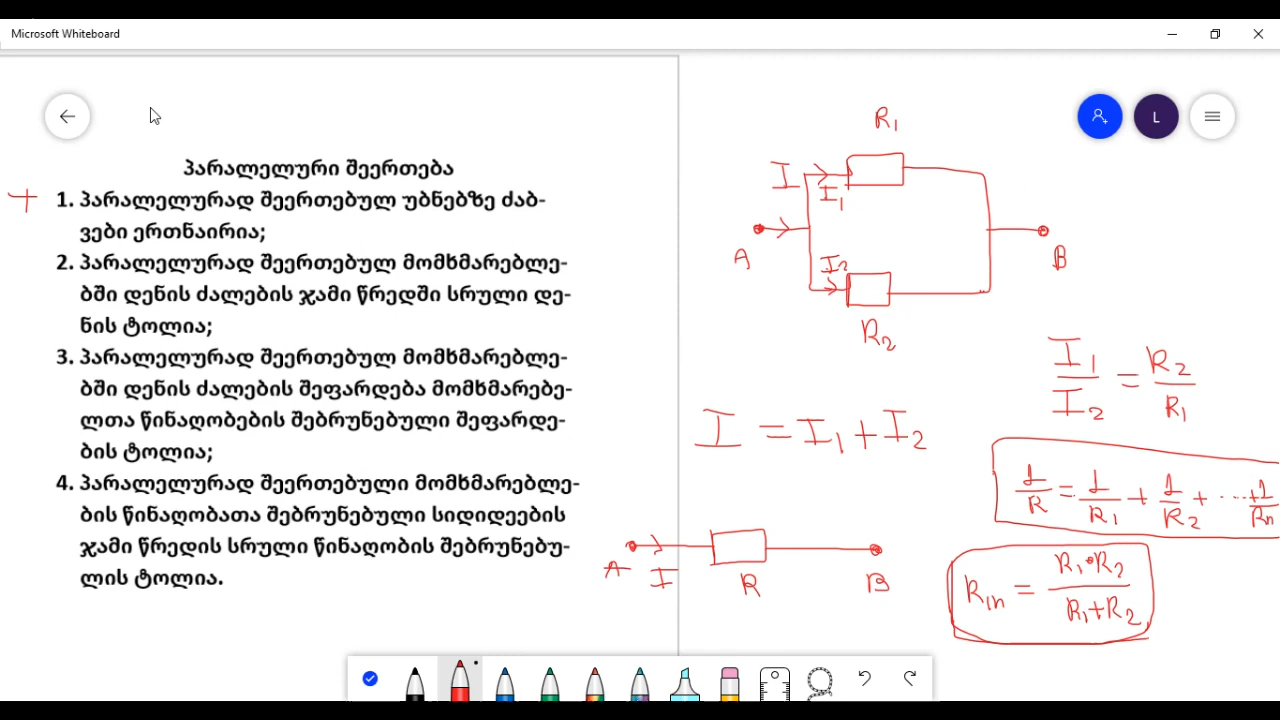 Microsoft Whiteboard
L
პარალელური შეერთება
+ 1. პარალელურად შეერთებულ უბნებზე ძაბ-
ვები ერთნაირია;
2. პარალელურად შეერთებულ მომხმარებლე-
ბში დენის ძალების ჯამი წრედში სრული დე-
ნის ტოლია;
3. პარალელურად შეერთებულ მომხმარებლე-
ბში დენის ძალების შეფარდება მომხმარებე-
ლთა წინაღობების შებრუნებული შეფარდე-
ბის ტოლია;
4. პარალელურად შეერთებული მომხმარებლე-
ბის წინაღობათა შებრუნებული სიდიდეების
ჯამი წრედის სრული წინაღობის შებრუნებუ-
ლის ტოლია.
R₁
I
I₁
A
B
I₂
R₂
I₁/I₂ = R₂/R₁
I = I₁ + I₂
1/R = 1/R₁ + 1/R₂ + ... + 1/Rn
A I R B
R₁ₙ = R₁•R₂/R₁+R₂